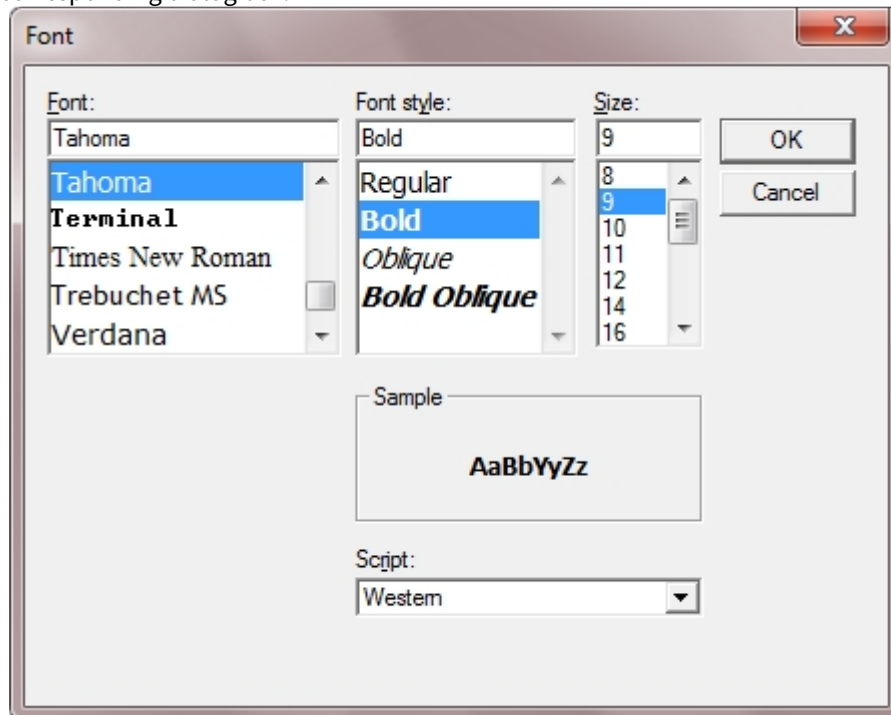 Font
Font:
Font style:
Size:
Tahoma
Bold
9
OK
Cancel
Tahoma
Terminal
Times New Roman
Trebuchet MS
Verdana
Regular
Bold
Oblique
Bold Oblique
8
9
10
11
12
14
16
Sample
AaBbYyZz
Script:
Western